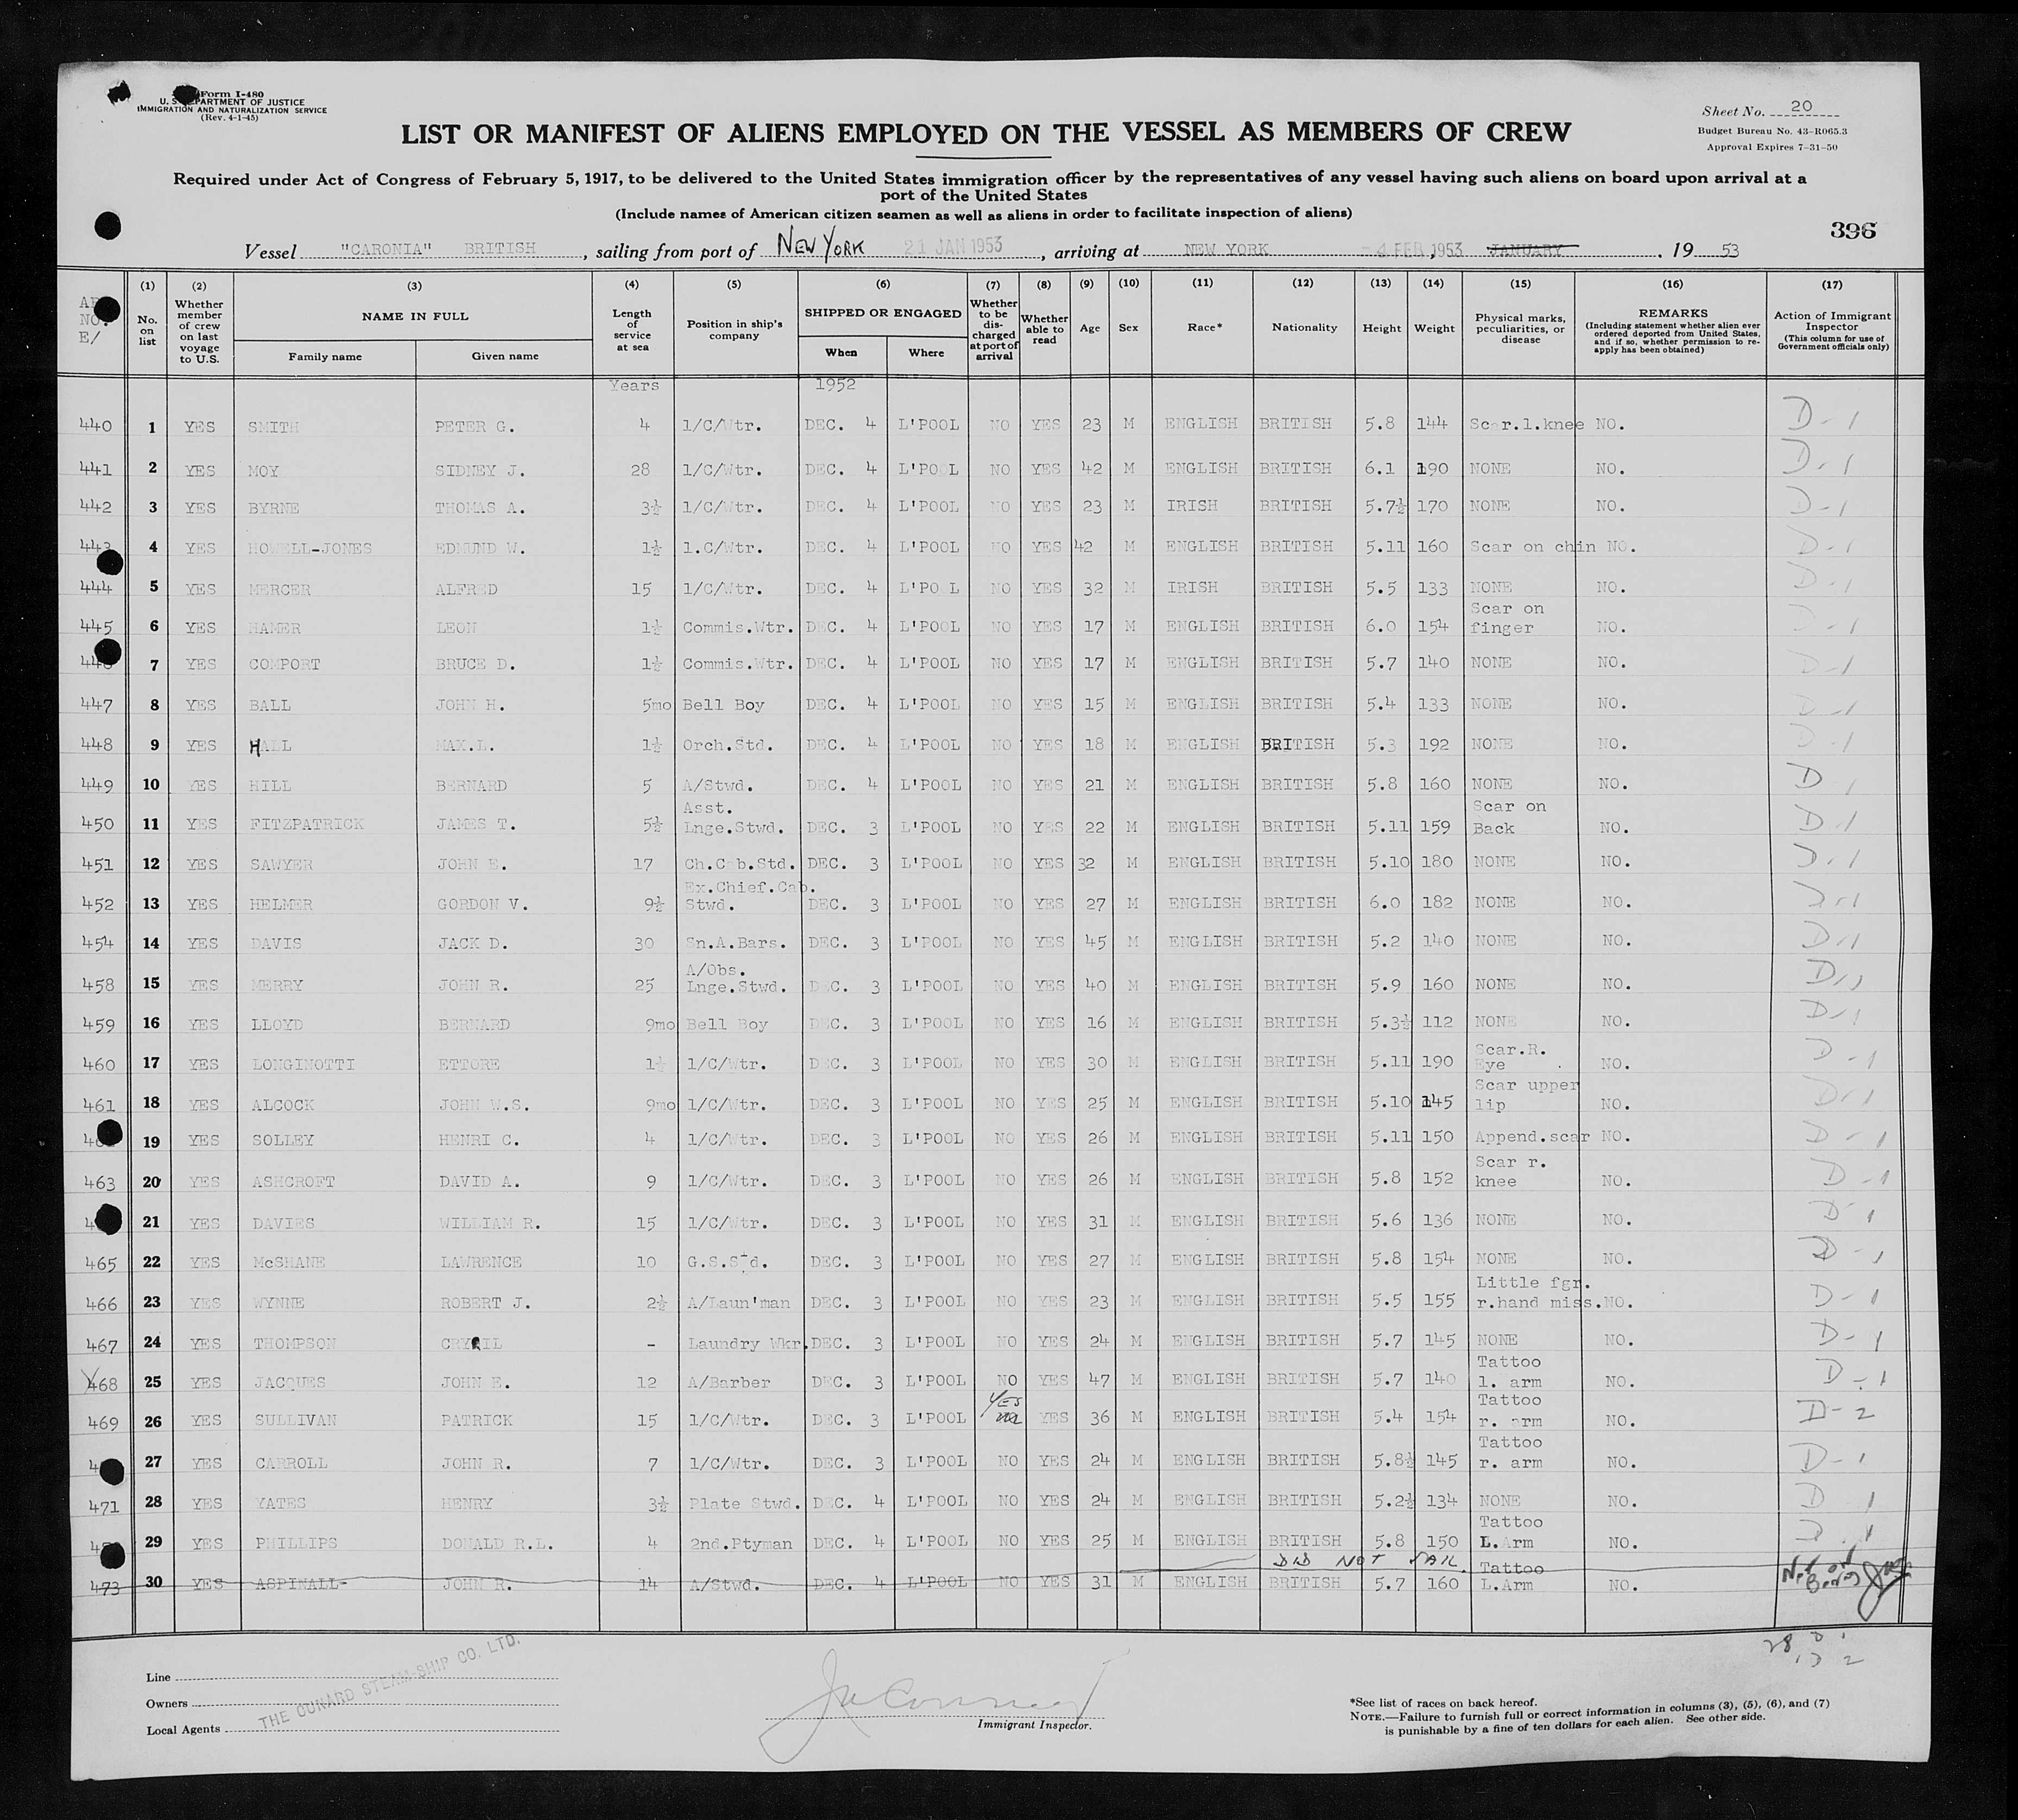 Form I-480
U. S. DEPARTMENT OF JUSTICE
IMMIGRATION AND NATURALIZATION SERVICE
(Rev. 4-1-45)
Sheet No. 20
Budget Bureau No. 43-R065.3
Approval Expires 7-31-50
LIST OR MANIFEST OF ALIENS EMPLOYED ON THE VESSEL AS MEMBERS OF CREW
Required under Act of Congress of February 5, 1917, to be delivered to the United States immigration officer by the representatives of any vessel having such aliens on board upon arrival at a
port of the United States
(Include names of American citizen seamen as well as aliens in order to facilitate inspection of aliens)
396
Vessel "CARONIA" BRITISH, sailing from port of NEW YORK 21 JAN 1953, arriving at NEW YORK 4 FEB 1953 JANUARY, 19 53
NO. E/ (1) No. on list (2) Whether member of crew on last voyage to U.S. (3) NAME IN FULL Family name Given name (4) Length of service at sea (5) Position in ship's company (6) SHIPPED OR ENGAGED When Where (7) Whether to be discharged at port of arrival (8) Whether able to read (9) Age (10) Sex (11) Race* (12) Nationality (13) Height (14) Weight (15) Physical marks, peculiarities, or disease (16) REMARKS (Including statement whether alien ever ordered deported from United States, and if so, whether permission to re-apply has been obtained) (17) Action of Immigrant Inspector (This column for use of Government officials only)
Years 1952
440 1 YES SMITH PETER G. 4 1/C/Wtr. DEC. 4 L'POOL NO YES 23 M ENGLISH BRITISH 5.8 144 Scar.l.knee NO. D-1
441 2 YES MOY SIDNEY J. 28 1/C/Wtr. DEC. 4 L'POOL NO YES 42 M ENGLISH BRITISH 6.1 190 NONE NO. D-1
442 3 YES BYRNE THOMAS A. 3½ 1/C/Wtr. DEC. 4 L'POOL NO YES 23 M IRISH BRITISH 5.7½ 170 NONE NO. D-1
443 4 YES HOWELL-JONES EDMUND W. 1½ 1.C/Wtr. DEC. 4 L'POOL NO YES 42 M ENGLISH BRITISH 5.11 160 Scar on chin NO. D-1
444 5 YES MERCER ALFRED 15 1/C/Wtr. DEC. 4 L'POOL NO YES 32 M IRISH BRITISH 5.5 133 NONE NO. D-1
445 6 YES HAMER LEON 1½ Commis.Wtr. DEC. 4 L'POOL NO YES 17 M ENGLISH BRITISH 6.0 154 Scar on finger NO. D-1
446 7 YES COMPORT BRUCE D. 1½ Commis.Wtr. DEC. 4 L'POOL NO YES 17 M ENGLISH BRITISH 5.7 140 NONE NO. D-1
447 8 YES BALL JOHN H. 5mo Bell Boy DEC. 4 L'POOL NO YES 15 M ENGLISH BRITISH 5.4 133 NONE NO. D-1
448 9 YES HALL MAX.L. 1½ Orch.Std. DEC. 4 L'POOL NO YES 18 M ENGLISH BRITISH 5.3 192 NONE NO. D-1
449 10 YES HILL BERNARD 5 A/Stwd. DEC. 4 L'POOL NO YES 21 M ENGLISH BRITISH 5.8 160 NONE NO. D 1
450 11 YES FITZPATRICK JAMES T. 5½ Asst. Lnge.Stwd. DEC. 3 L'POOL NO YES 22 M ENGLISH BRITISH 5.11 159 Scar on Back NO. D-1
451 12 YES SAWYER JOHN E. 17 Ch.Cab.Std. DEC. 3 L'POOL NO YES 32 M ENGLISH BRITISH 5.10 180 NONE NO. D-1
452 13 YES HELMER GORDON V. 9½ Ex.Chief.Cab. Stwd. DEC. 3 L'POOL NO YES 27 M ENGLISH BRITISH 6.0 182 NONE NO. D-1
454 14 YES DAVIS JACK D. 30 Sn.A.Bars. DEC. 3 L'POOL NO YES 45 M ENGLISH BRITISH 5.2 140 NONE NO. D-1
458 15 YES MERRY JOHN R. 25 A/Obs. Lnge.Stwd. DEC. 3 L'POOL NO YES 40 M ENGLISH BRITISH 5.9 160 NONE NO. D-1
459 16 YES LLOYD BERNARD 9mo Bell Boy DEC. 3 L'POOL NO YES 16 M ENGLISH BRITISH 5.3½ 112 NONE NO. D-1
460 17 YES LONGINOTTI ETTORE 1½ 1/C/Wtr. DEC. 3 L'POOL NO YES 30 M ENGLISH BRITISH 5.11 190 Scar.R. Eye NO. D-1
461 18 YES ALCOCK JOHN W.S. 9mo 1/C/Wtr. DEC. 3 L'POOL NO YES 25 M ENGLISH BRITISH 5.10 145 Scar upper lip NO. D-1
19 YES SOLLEY HENRI C. 4 1/C/Wtr. DEC. 3 L'POOL NO YES 26 M ENGLISH BRITISH 5.11 150 Append.scar NO. D-1
463 20 YES ASHCROFT DAVID A. 9 1/C/Wtr. DEC. 3 L'POOL NO YES 26 M ENGLISH BRITISH 5.8 152 Scar r. knee NO. D-1
21 YES DAVIES WILLIAM R. 15 1/C/Wtr. DEC. 3 L'POOL NO YES 31 M ENGLISH BRITISH 5.6 136 NONE NO. D-1
465 22 YES McSHANE LAWRENCE 10 G.S.Std. DEC. 3 L'POOL NO YES 27 M ENGLISH BRITISH 5.8 154 NONE NO. D-1
466 23 YES WYNNE ROBERT J. 2½ A/Laun'man DEC. 3 L'POOL NO YES 23 M ENGLISH BRITISH 5.5 155 Little fgr. r.hand miss. NO. D-1
467 24 YES THOMPSON - Laundry Wkr. DEC. 3 L'POOL NO YES 24 M ENGLISH BRITISH 5.7 145 NONE NO. D-1
468 25 YES JACQUES JOHN E. 12 A/Barber DEC. 3 L'POOL NO YES 47 M ENGLISH BRITISH 5.7 140 Tattoo l. arm NO. D-1
469 26 YES SULLIVAN PATRICK 15 1/C/Wtr. DEC. 3 L'POOL YES YES 36 M ENGLISH BRITISH 5.4 154 Tattoo r. arm NO. D-2
27 YES CARROLL JOHN R. 7 1/C/Wtr. DEC. 3 L'POOL NO YES 24 M ENGLISH BRITISH 5.8½ 145 Tattoo r. arm NO. D-1
471 28 YES YATES HENRY 3½ Plate Stwd. DEC. 4 L'POOL NO YES 24 M ENGLISH BRITISH 5.2½ 134 NONE NO. D 1
29 YES PHILLIPS DONALD R.L. 4 2nd.Ptyman DEC. 4 L'POOL NO YES 25 M ENGLISH BRITISH 5.8 150 Tattoo L.Arm NO. D.1
DID NOT SAIL
473 30 YES ASPINALL JOHN R. 14 A/Stwd. DEC. 4 L'POOL NO YES 31 M ENGLISH BRITISH 5.7 160 Tattoo L.Arm NO. Not on Board
28 D 1
1 D 2
Line
Owners
Local Agents
THE CUNARD STEAM-SHIP CO. LTD.
Immigrant Inspector.
*See list of races on back hereof.
NOTE.—Failure to furnish full or correct information in columns (3), (5), (6), and (7)
is punishable by a fine of ten dollars for each alien. See other side.